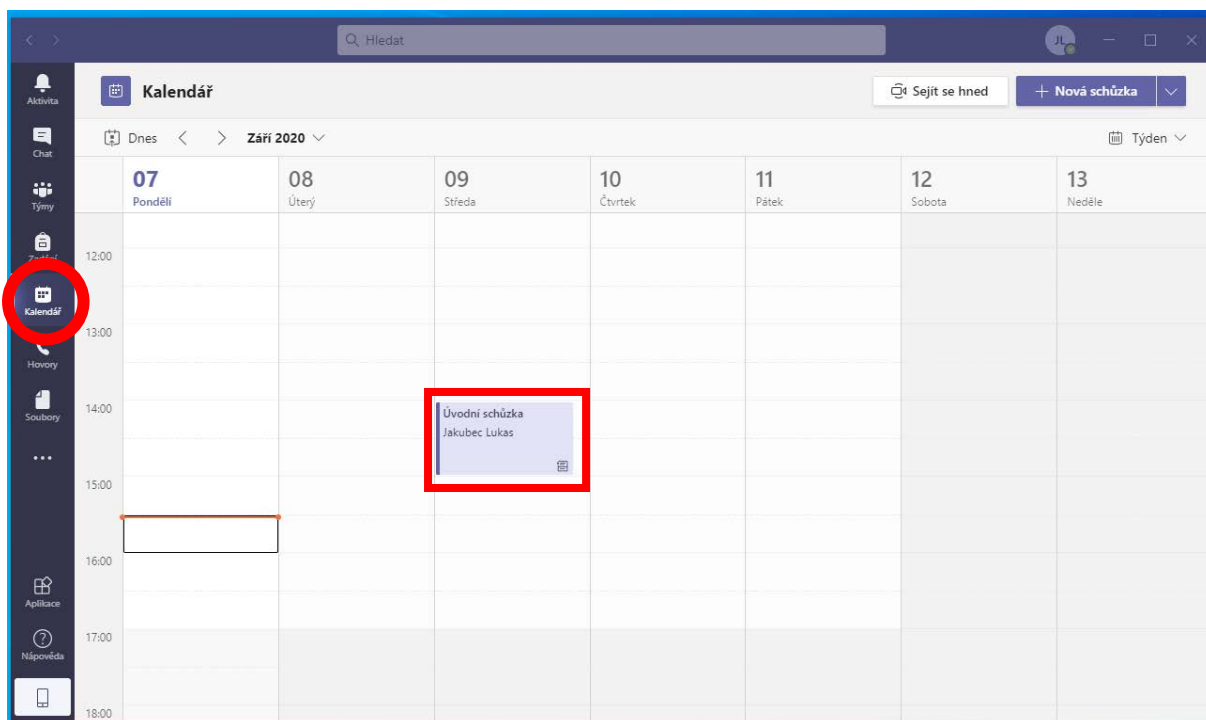 Hledat
JL
Aktivita
Chat
Týmy
Kalendář
Hovory
Soubory
Aplikace
Nápověda
Kalendář
Sejít se hned
+ Nová schůzka
Dnes
Září 2020
Týden
07
Pondělí
08
Úterý
09
Středa
10
Čtvrtek
11
Pátek
12
Sobota
13
Neděle
12:00
13:00
14:00
Úvodní schůzka
Jakubec Lukas
15:00
16:00
17:00
18:00